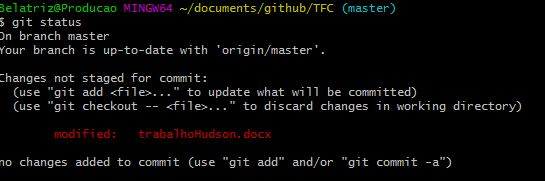 Belatriz@Producao MINGW64 ~/documents/github/TFC (master)
$ git status
On branch master
Your branch is up-to-date with 'origin/master'.
Changes not staged for commit:
(use "git add <file>..." to update what will be committed)
(use "git checkout -- <file>..." to discard changes in working directory)
modified: trabalhoHudson.docx
no changes added to commit (use "git add" and/or "git commit -a")